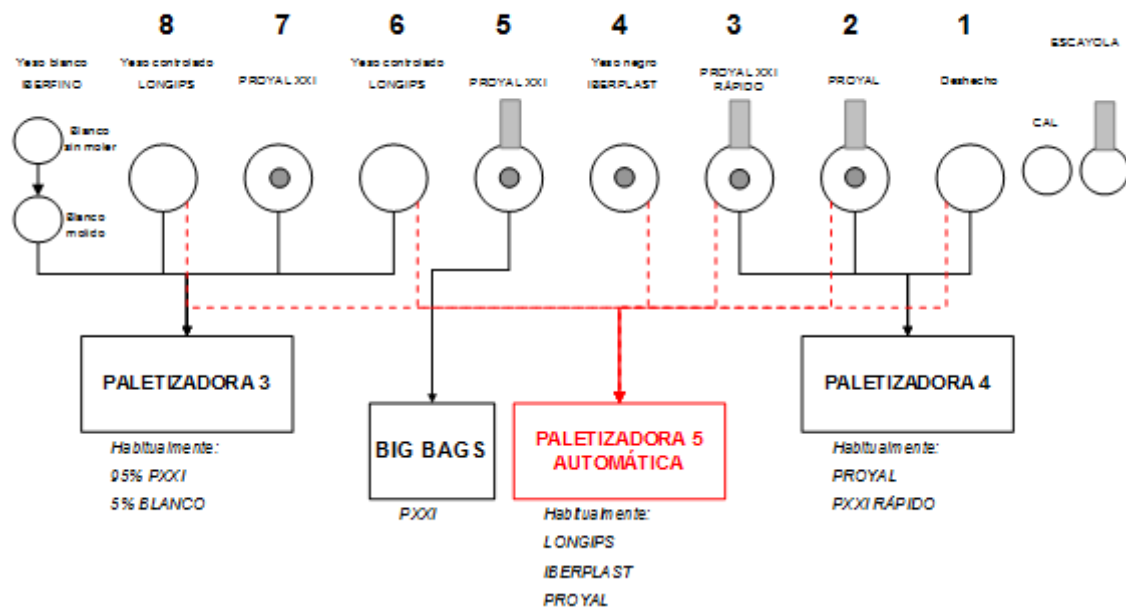 8 7 6 5 4 3 2 1
ESCAYOLA
Yeso blanco
IBERFINO
Yeso controlado
LONGIPS
PROYAL XXI
Yeso controlado
LONGIPS
PROYAL XXI
Yeso negro
IBERPLAST
PROYAL XXI
RÁPIDO
PROYAL
Deshecho
CAL
Blanco
sin moler
Blanco
molido
PALETIZADORA 3
Habitualmente:
95% PXXI
5% BLANCO
BIG BAGS
PXXI
PALETIZADORA 5
AUTOMÁTICA
Habitualmente:
LONGIPS
IBERPLAST
PROYAL
PALETIZADORA 4
Habitualmente:
PROYAL
PXXI RÁPIDO